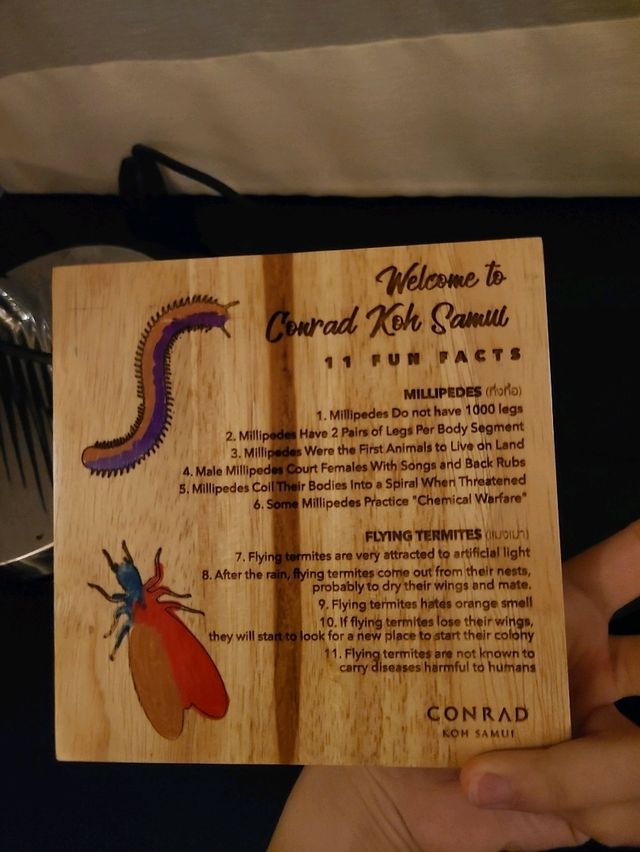 Welcome to
Conrad Koh Samui
11 FUN FACTS
MILLIPEDES (กิ้งกือ)
1. Millipedes Do not have 1000 legs
2. Millipedes Have 2 Pairs of Legs Per Body Segment
3. Millipedes Were the First Animals to Live on Land
4. Male Millipedes Court Females With Songs and Back Rubs
5. Millipedes Coil Their Bodies Into a Spiral When Threatened
6. Some Millipedes Practice "Chemical Warfare"
FLYING TERMITES (แมงเม่า)
7. Flying termites are very attracted to artificial light
8. After the rain, flying termites come out from their nests,
probably to dry their wings and mate.
9. Flying termites hates orange smell
10. If flying termites lose their wings,
they will start to look for a new place to start their colony
11. Flying termites are not known to
carry diseases harmful to humans
CONRAD
KOH SAMUI